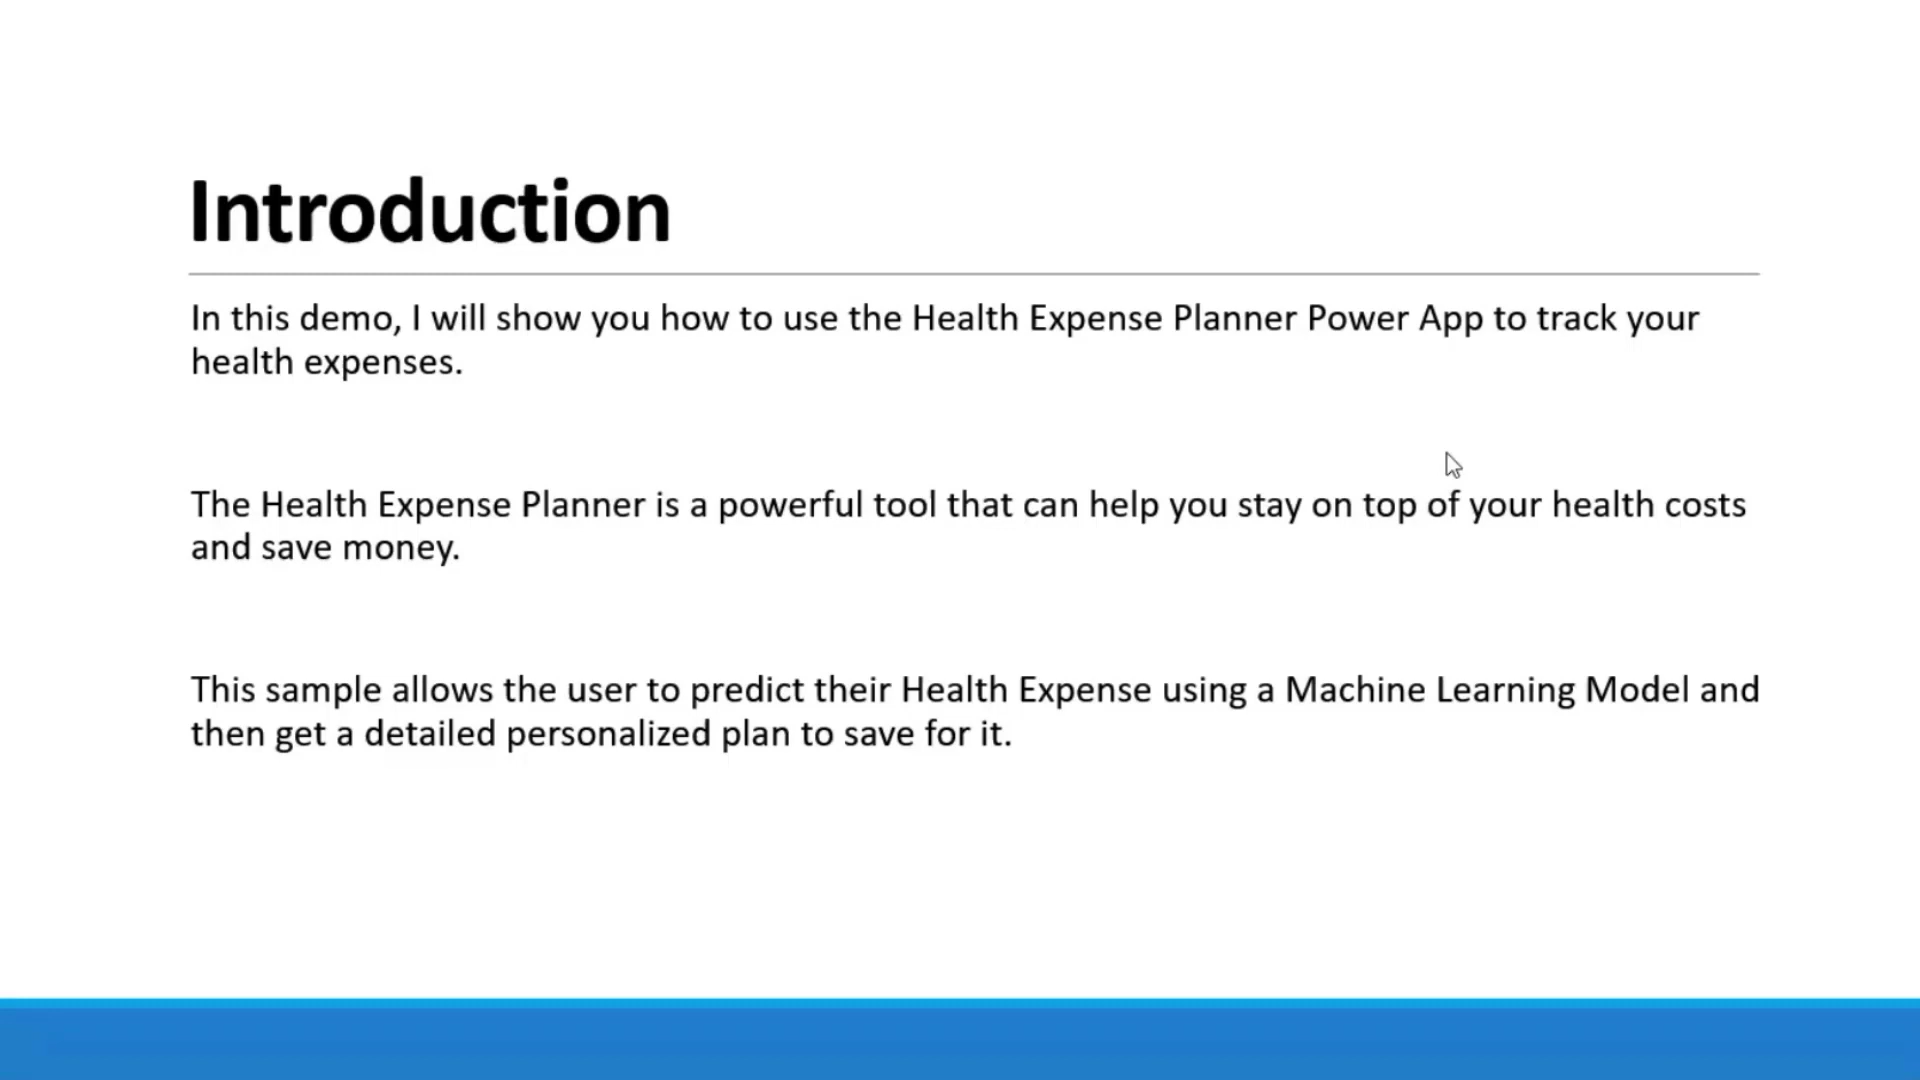 Introduction
In this demo, I will show you how to use the Health Expense Planner Power App to track your
health expenses.
The Health Expense Planner is a powerful tool that can help you stay on top of your health costs
and save money.
This sample allows the user to predict their Health Expense using a Machine Learning Model and
then get a detailed personalized plan to save for it.